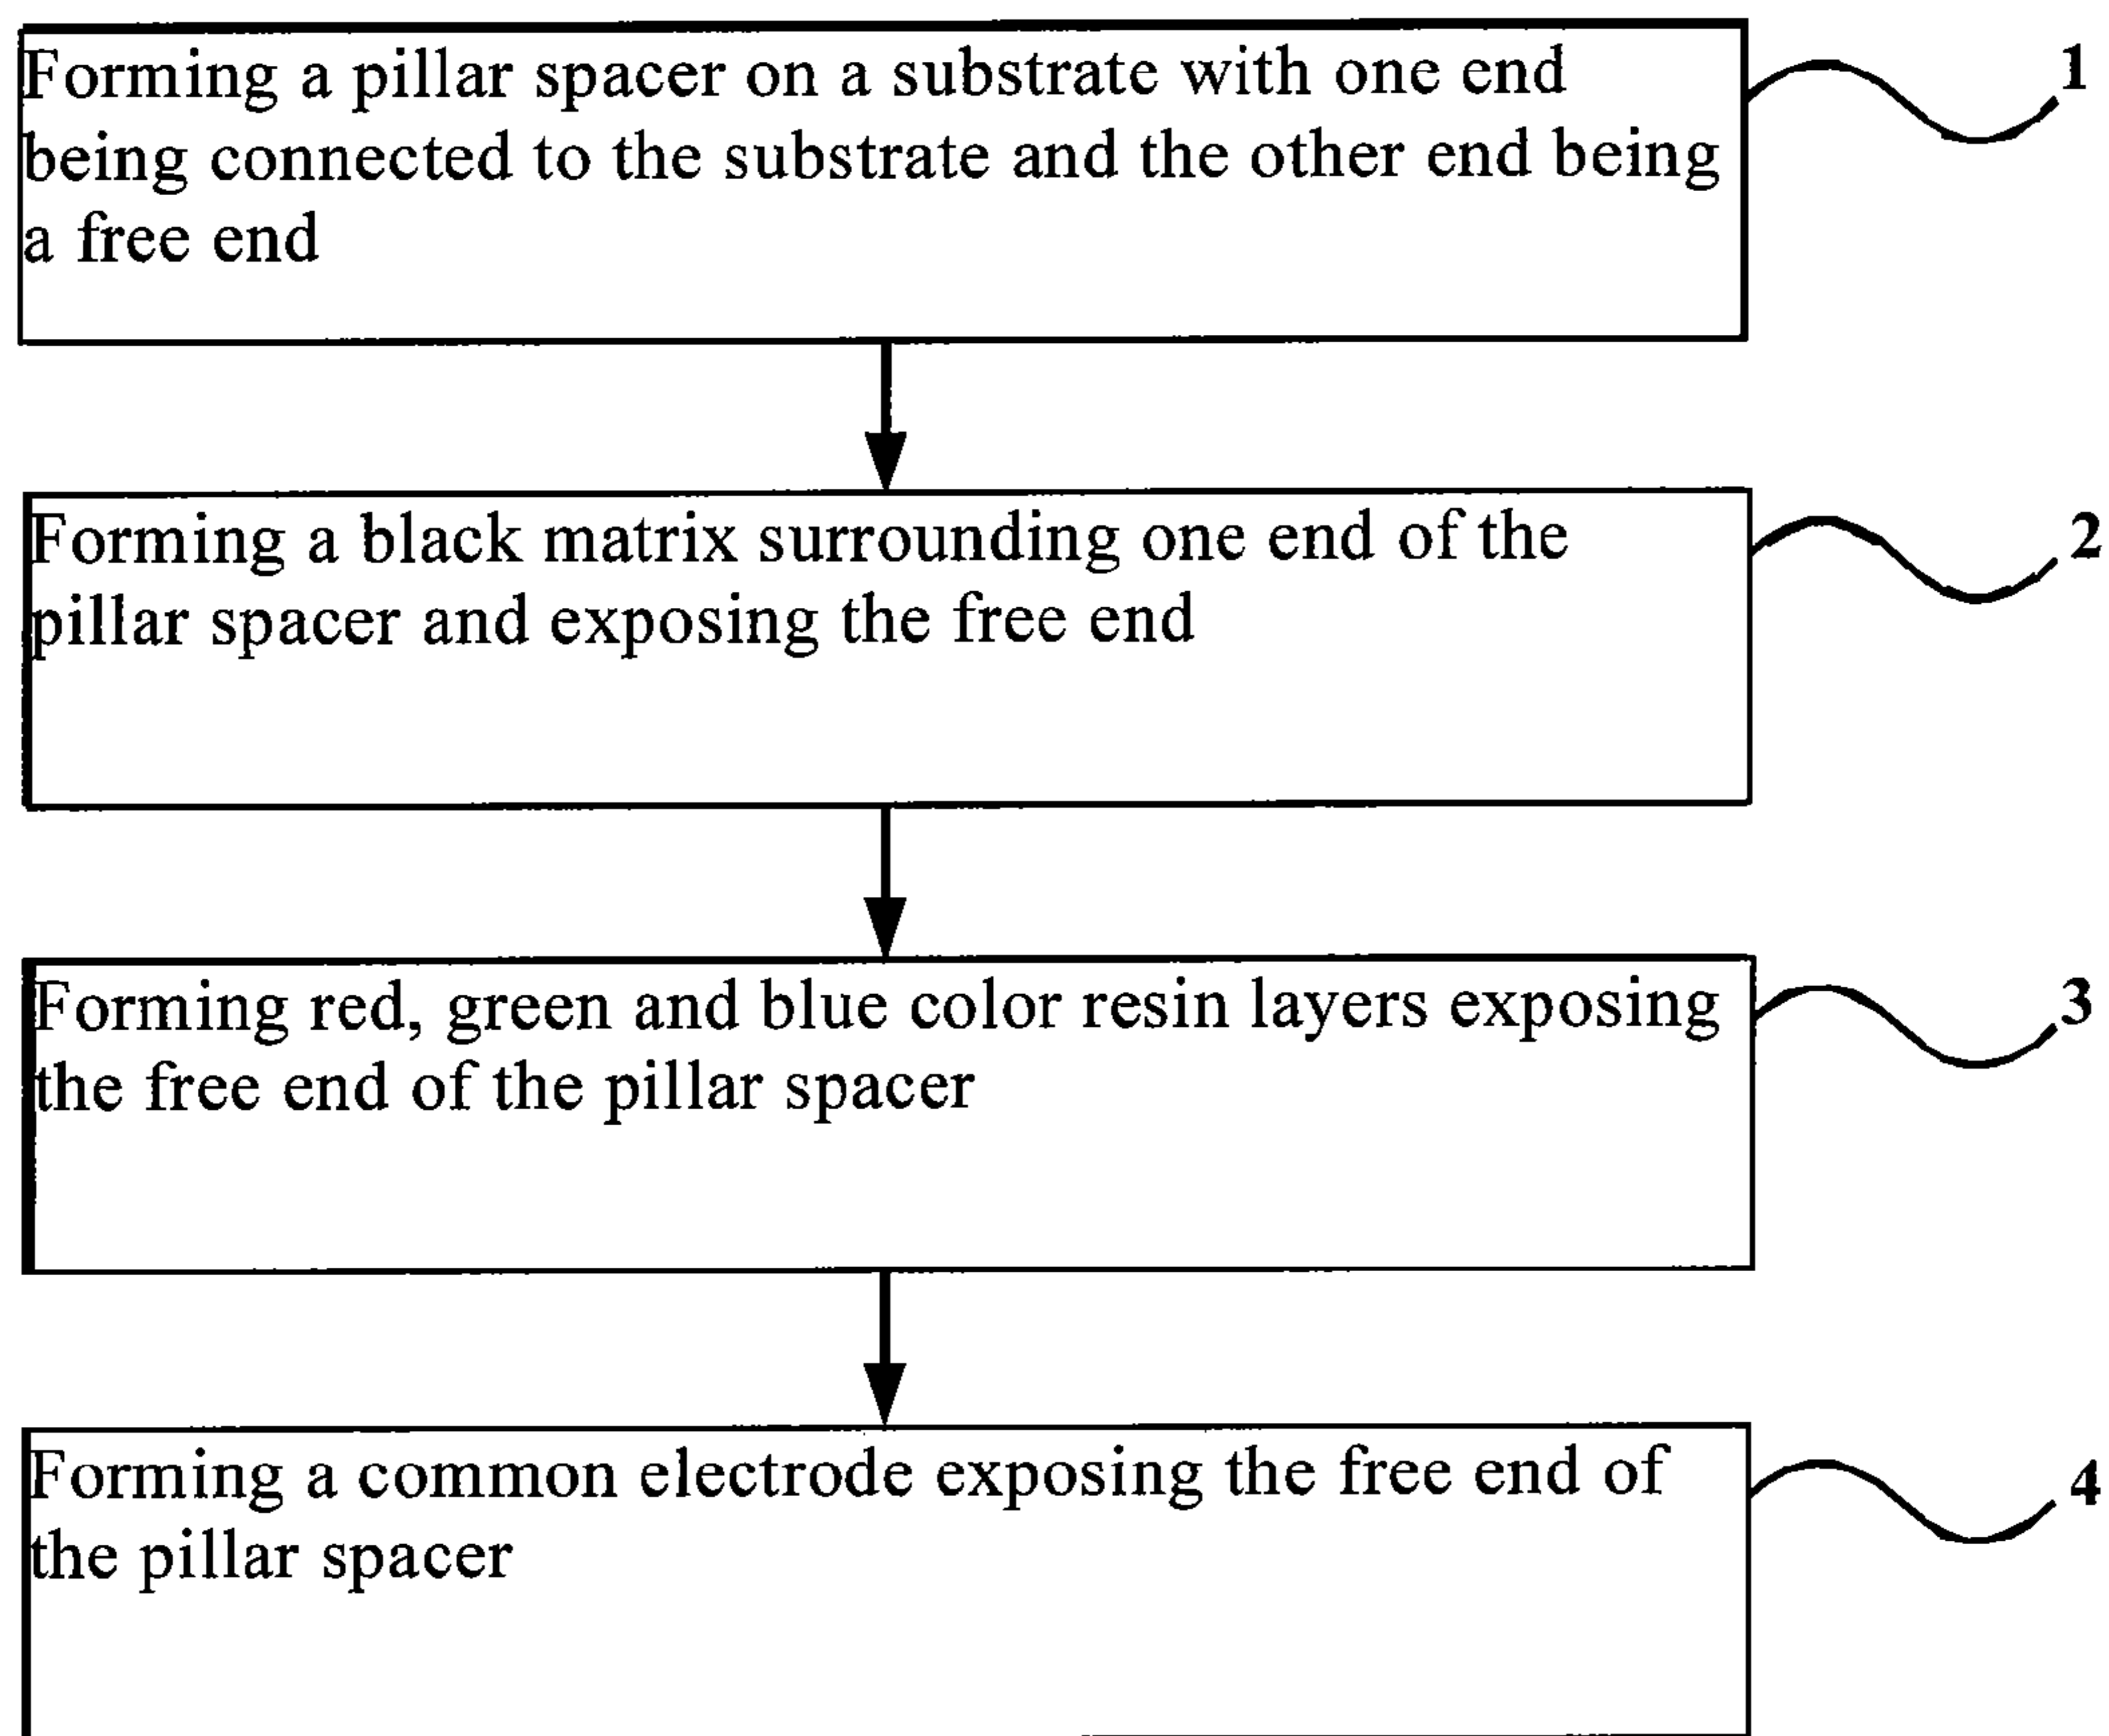 Forming a pillar spacer on a substrate with one end
being connected to the substrate and the other end being
a free end
1
Forming a black matrix surrounding one end of the
pillar spacer and exposing the free end
2
Forming red, green and blue color resin layers exposing
the free end of the pillar spacer
3
Forming a common electrode exposing the free end of
the pillar spacer
4